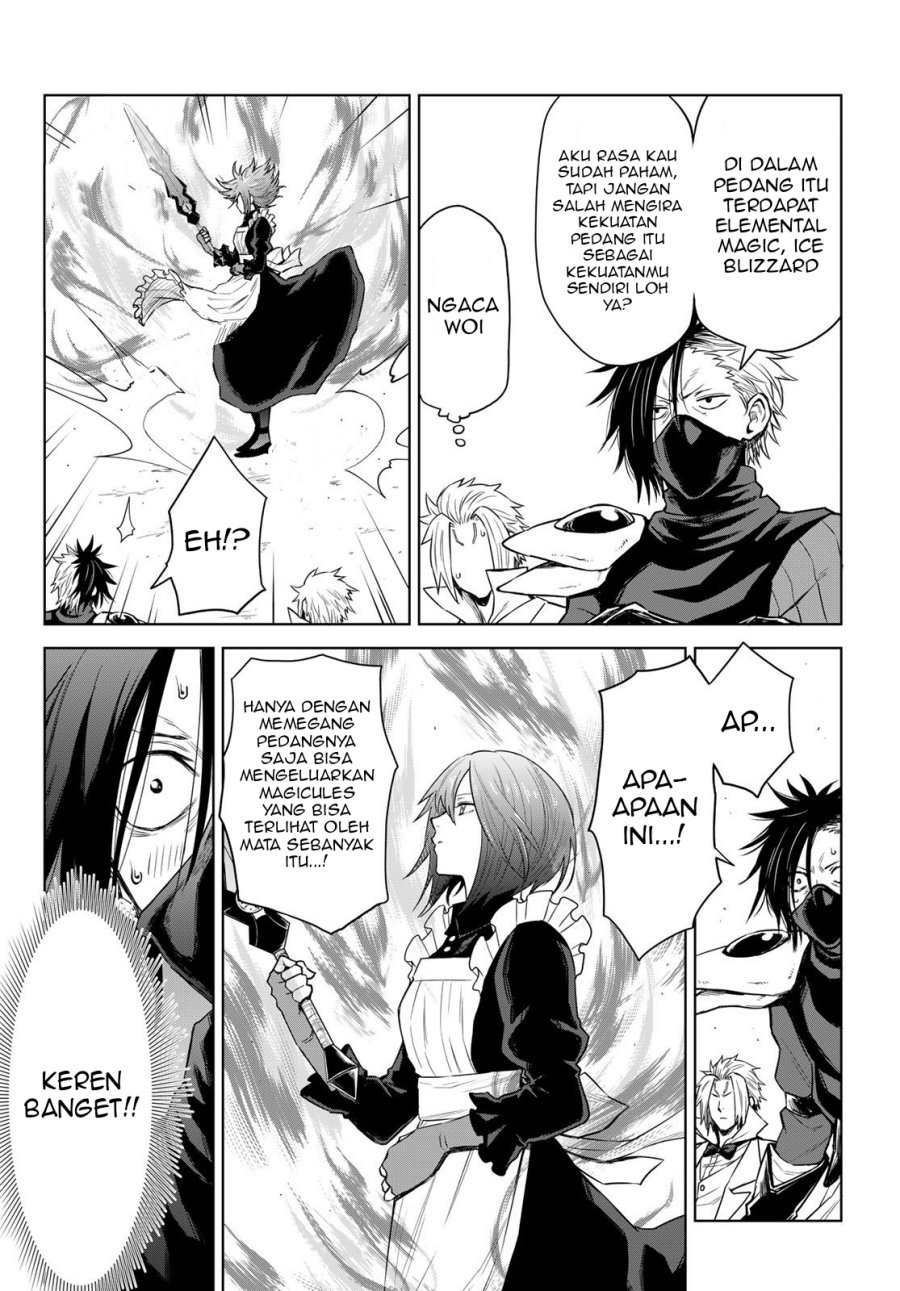 DI DALAM
PEDANG ITU
TERDAPAT
ELEMENTAL
MAGIC, ICE
BLIZZARD
AKU RASA KAU
SUDAH PAHAM,
TAPI JANGAN
SALAH MENGIRA
KEKUATAN
PEDANG ITU
SEBAGAI
KEKUATANMU
SENDIRI LOH
YA?
NGACA
WOI
EH!?
AP...
APA-
APAAN
INI...!
HANYA DENGAN
MEMEGANG
PEDANGNYA
SAJA BISA
MENGELUARKAN
MAGICULES
YANG BISA
TERLIHAT OLEH
MATA SEBANYAK
ITU...!
KEREN
BANGET!!